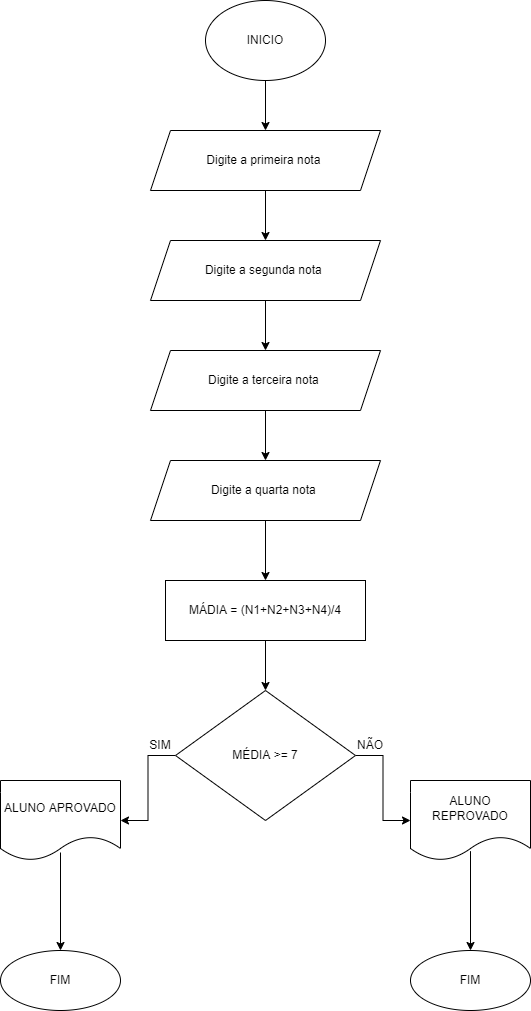 INICIO
Digite a primeira nota
Digite a segunda nota
Digite a terceira nota
Digite a quarta nota
MÁDIA = (N1+N2+N3+N4)/4
MÉDIA >= 7
SIM
NÃO
ALUNO APROVADO
ALUNO
REPROVADO
FIM
FIM